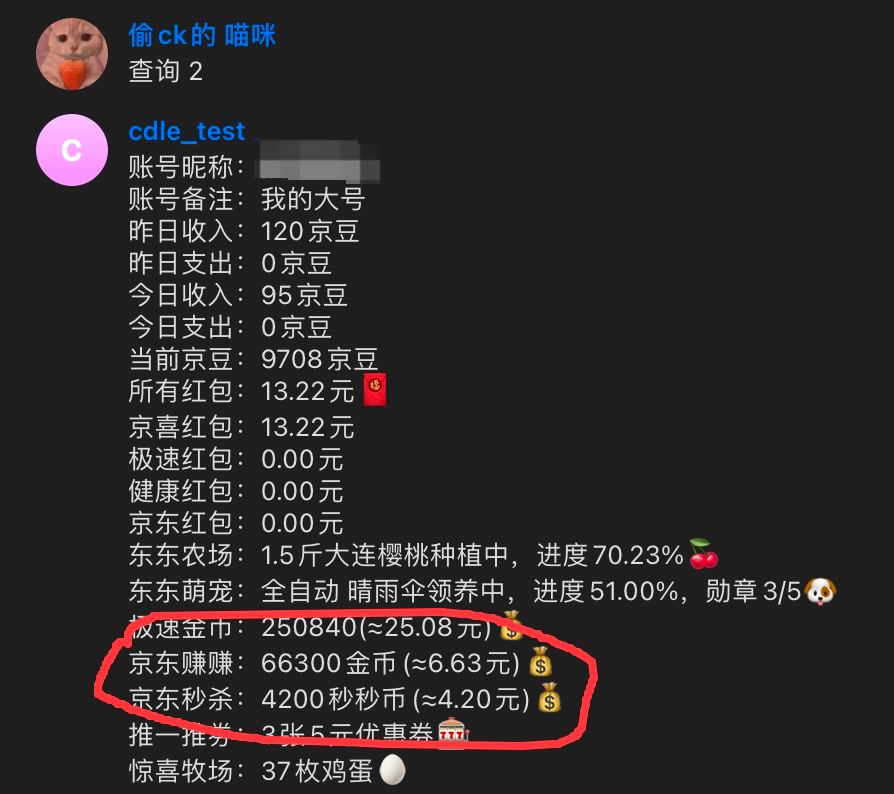 偷ck的 喵咪
查询 2
C
cdle_test
账号昵称：
账号备注：我的大号
昨日收入：120京豆
昨日支出：0京豆
今日收入：95京豆
今日支出：0京豆
当前京豆：9708京豆
所有红包：13.22元🧧
京喜红包：13.22元
极速红包：0.00元
健康红包：0.00元
京东红包：0.00元
东东农场：1.5斤大连樱桃种植中，进度70.23%🍒
东东萌宠：全自动 晴雨伞领养中，进度51.00%，勋章3/5🐶
极速金币：250840(≈25.08元)💰
京东赚赚：66300金币(≈6.63元)💰
京东秒杀：4200秒秒币(≈4.20元)💰
推一推券：3张5元优惠券🎰
惊喜牧场：37枚鸡蛋🥚